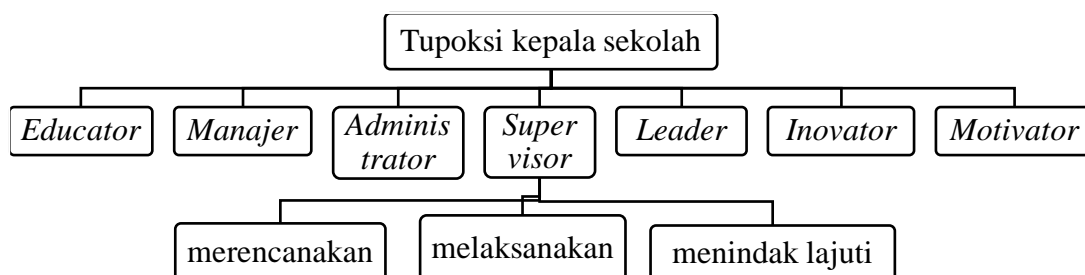 Tupoksi kepala sekolah
Educator
Manajer
Adminis
trator
Super
visor
Leader
Inovator
Motivator
merencanakan
melaksanakan
menindak lajuti